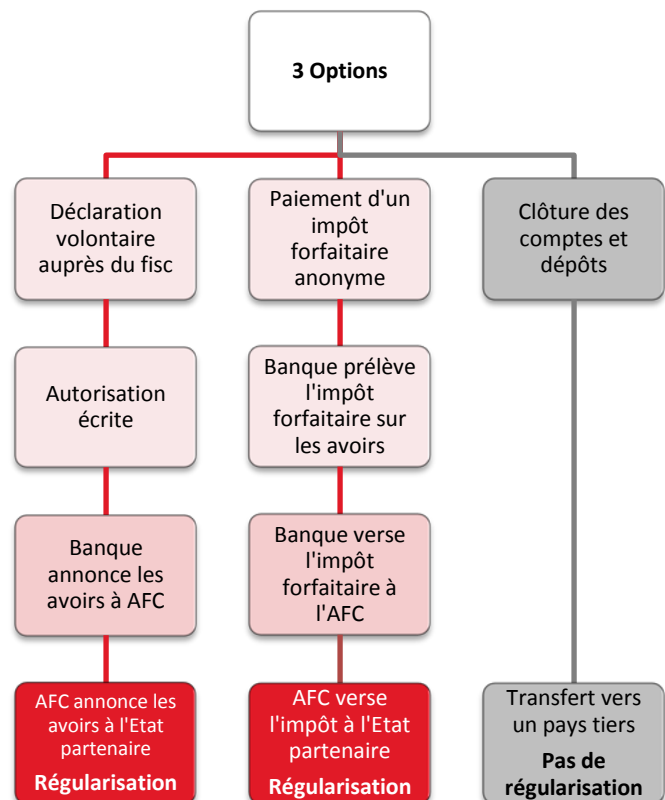 3 Options
Déclaration
volontaire
auprès du fisc
Paiement d'un
impôt
forfaitaire
anonyme
Clôture des
comptes et
dépôts
Autorisation
écrite
Banque prélève
l'impôt
forfaitaire sur
les avoirs
Banque
annonce les
avoirs à AFC
Banque verse
l'impôt
forfaitaire à
l'AFC
AFC annonce les
avoirs à l'Etat
partenaire
Régularisation
AFC verse
l'impôt à l'Etat
partenaire
Régularisation
Transfert vers
un pays tiers
Pas de
régularisation